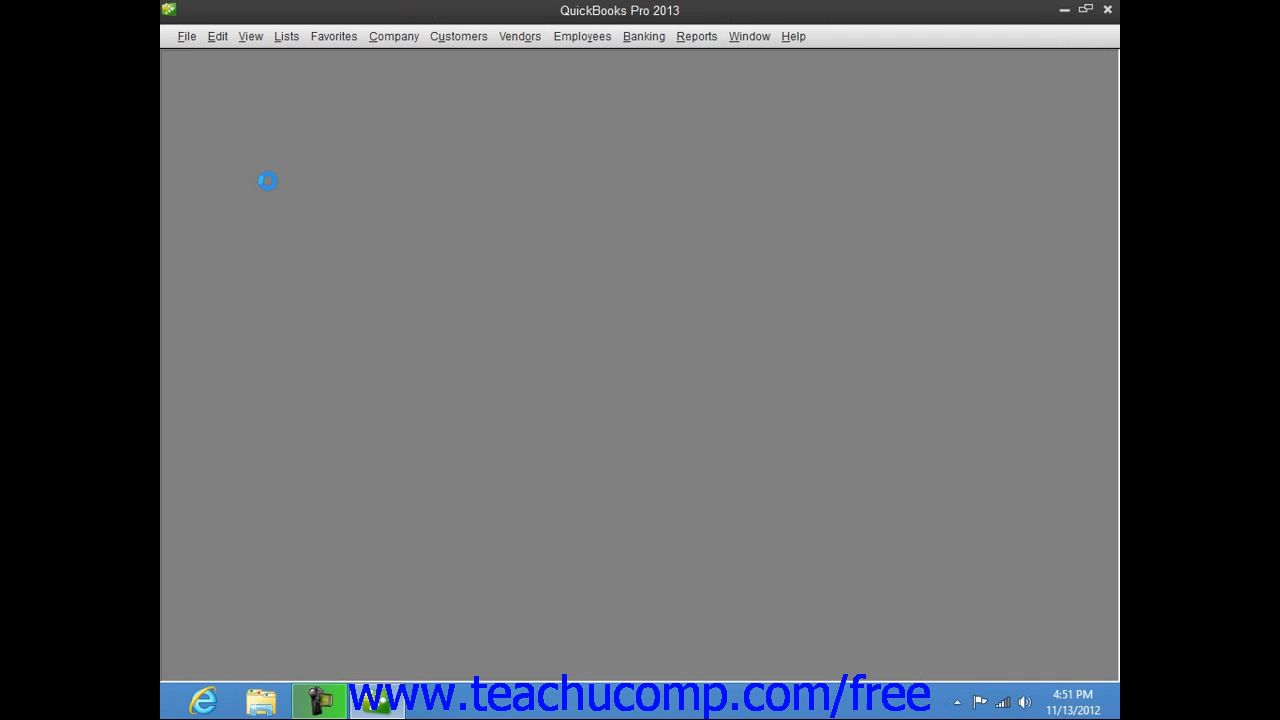 QuickBooks Pro 2013
File Edit View Lists Favorites Company Customers Vendors Employees Banking Reports Window Help
www.teachucomp.com/free
4:51 PM
11/13/2012